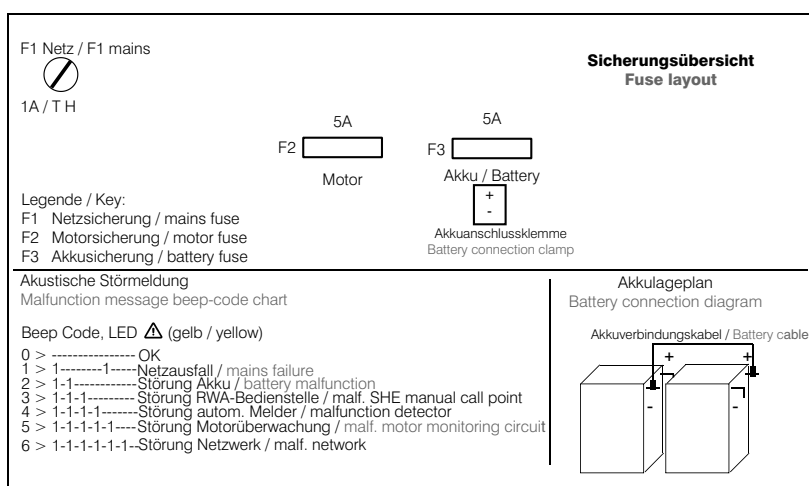 F1 Netz / F1 mains
1A / T H
Sicherungsübersicht
Fuse layout
5A
F2
Motor
5A
F3
Akku / Battery
+
-
Akkuanschlussklemme
Battery connection clamp
Legende / Key:
F1 Netzsicherung / mains fuse
F2 Motorsicherung / motor fuse
F3 Akkusicherung / battery fuse
Akustische Störmeldung
Malfunction message beep-code chart
Beep Code, LED ⚠ (gelb / yellow)
0 > ---------------- OK
1 > 1--------1-----Netzausfall / mains failure
2 > 1-1------------Störung Akku / battery malfunction
3 > 1-1-1---------Störung RWA-Bedienstelle / malf. SHE manual call point
4 > 1-1-1-1-------Störung autom. Melder / malfunction detector
5 > 1-1-1-1-1----Störung Motorüberwachung / malf. motor monitoring circuit
6 > 1-1-1-1-1-1--Störung Netzwerk / malf. network
Akkulageplan
Battery connection diagram
Akkuverbindungskabel / Battery cable
+ +
- -